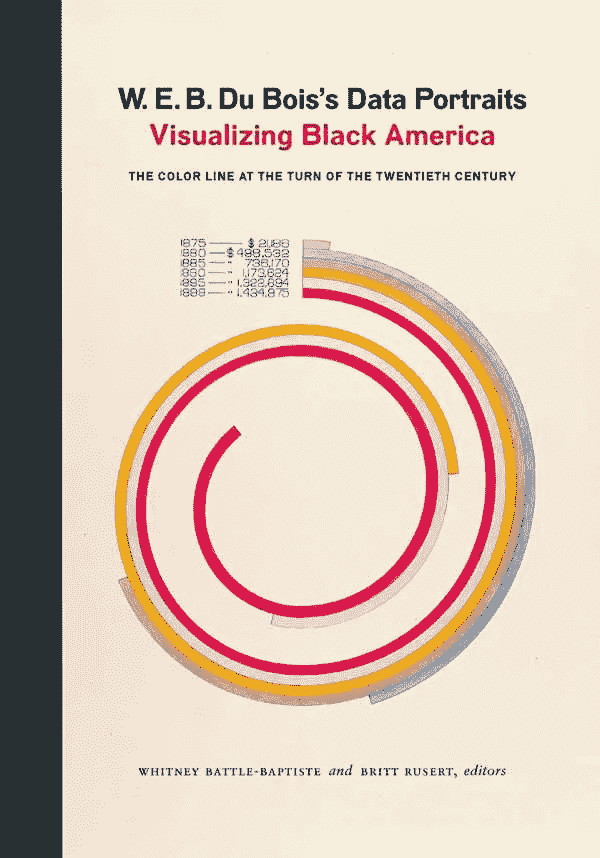 W. E. B. Du Bois's Data Portraits
Visualizing Black America
THE COLOR LINE AT THE TURN OF THE TWENTIETH CENTURY
1875 — $
1880 — $ 498,532
1885 — " 736,170
1890 — " 1,173,624
1895 — " 1,322,694
1899 — " 1,434,975
WHITNEY BATTLE-BAPTISTE and BRITT RUSERT, editors